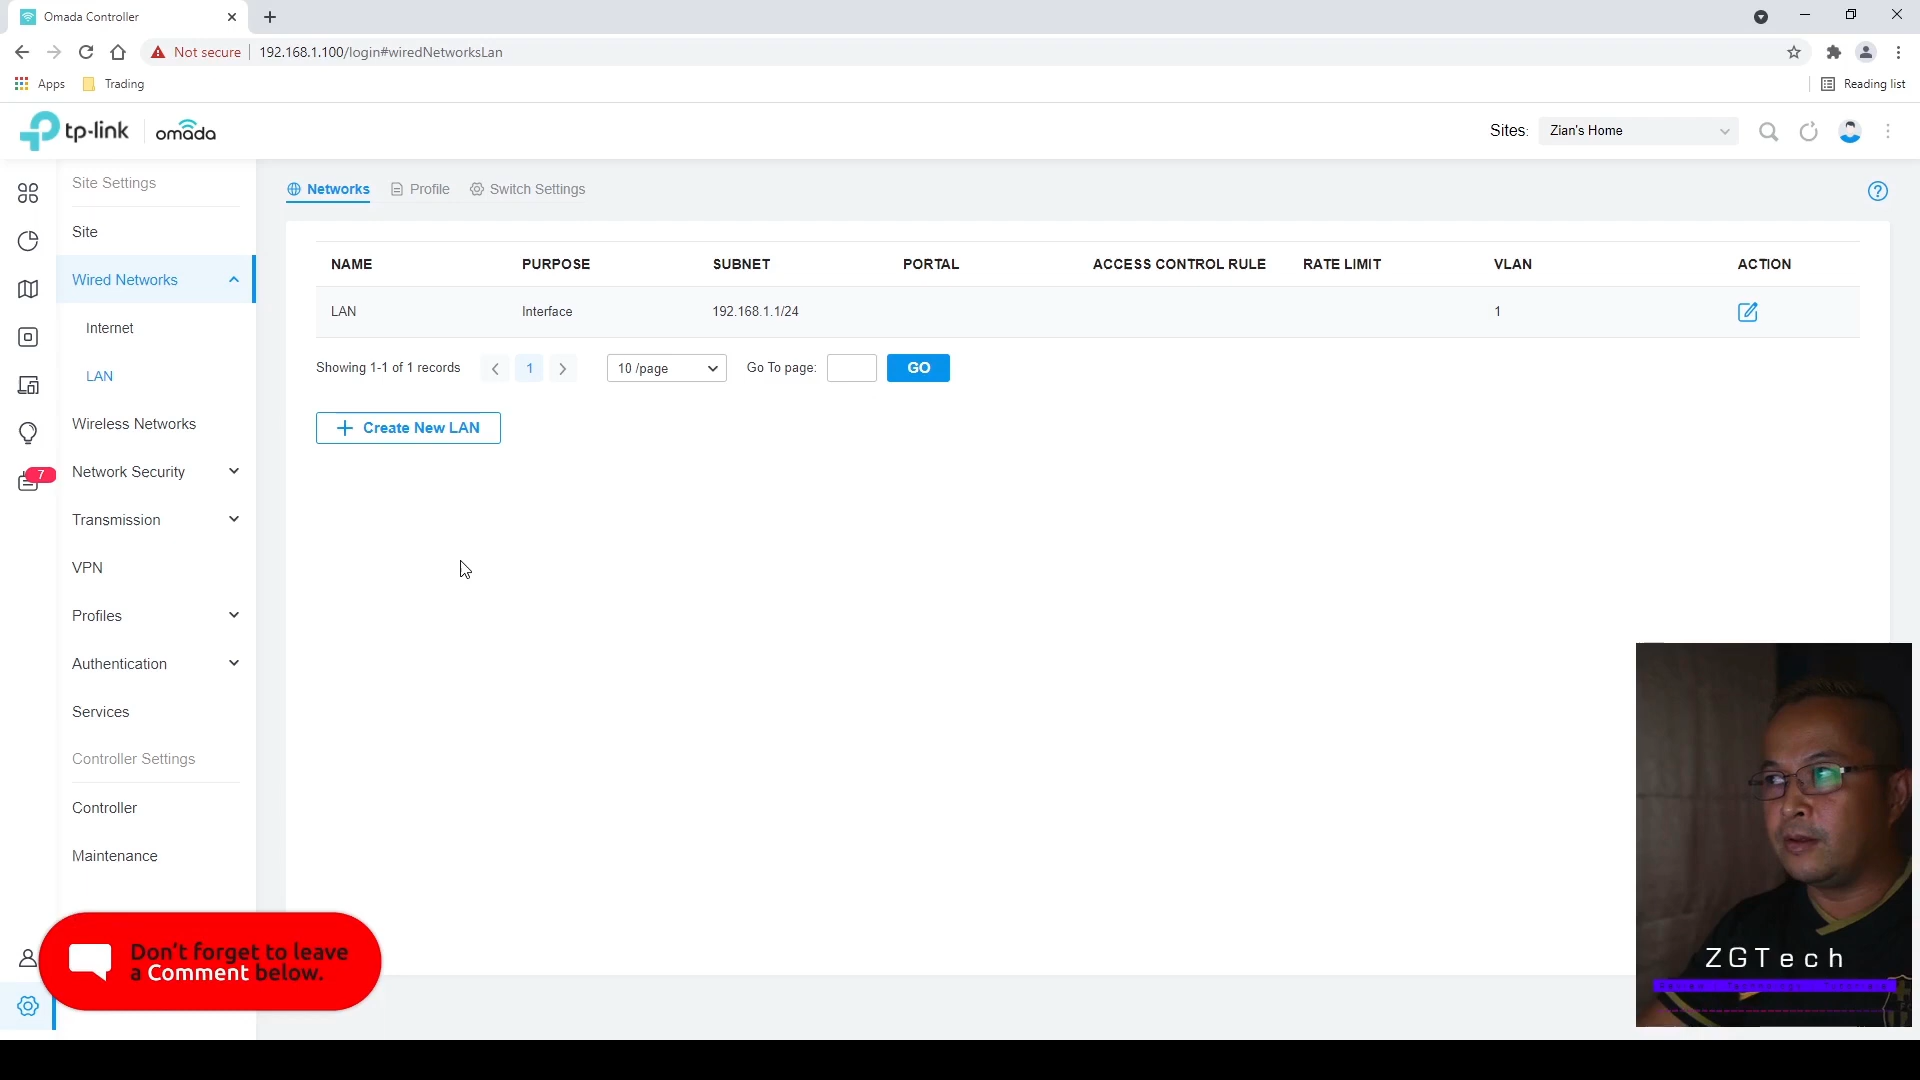 Omada Controller
Not secure
192.168.1.100/login#wiredNetworksLan
Apps
Trading
Reading list
tp-link
omada
Sites:
Zian's Home
Site Settings
Site
Wired Networks
Internet
LAN
Wireless Networks
Network Security
7
Transmission
VPN
Profiles
Authentication
Services
Controller Settings
Controller
Maintenance
Networks
Profile
Switch Settings
NAME PURPOSE SUBNET PORTAL ACCESS CONTROL RULE RATE LIMIT VLAN ACTION
LAN Interface 192.168.1.1/24 1
Showing 1-1 of 1 records
1
10 /page
Go To page:
GO
Create New LAN
Don't forget to leave
a Comment below.
ZGTech